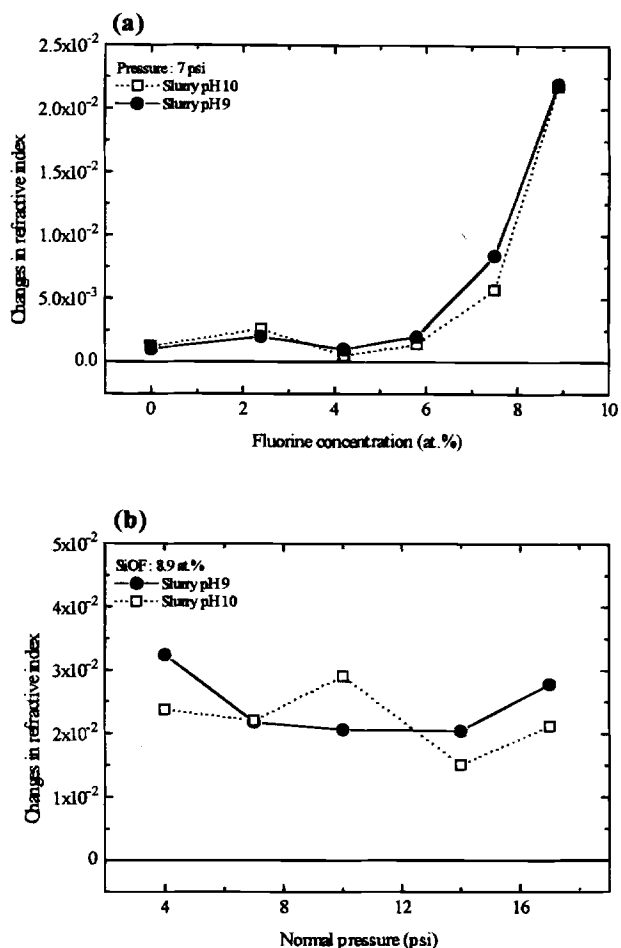 (a)
2.5x10-2
Pressure : 7 psi
Slurry pH 10
Slurry pH 9
2.0x10-2
1.5x10-2
1.0x10-2
5.0x10-3
0.0
Changes in refractive index
0 2 4 6 8 10
Fluorine concentration (at.%)
(b)
5x10-2
SiOF : 8.9 at.%
Slurry pH 9
Slurry pH 10
4x10-2
3x10-2
2x10-2
1x10-2
0
Changes in refractive index
4 8 12 16
Normal pressure (psi)